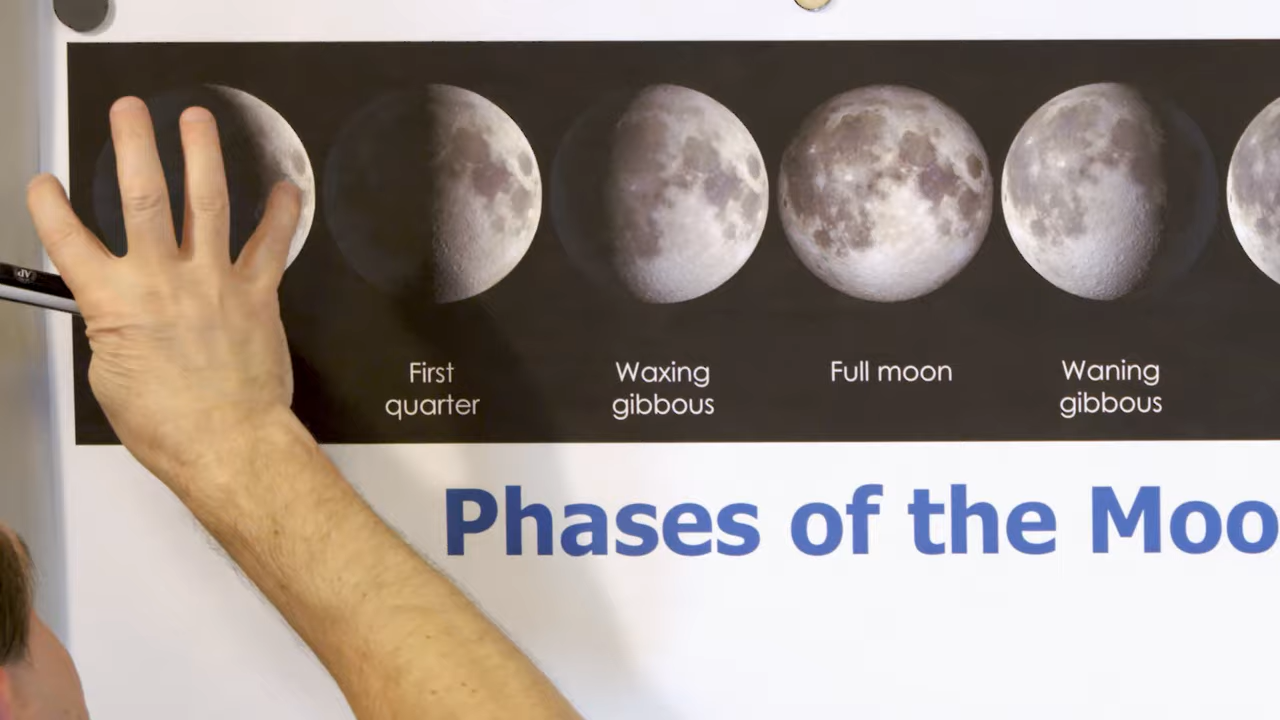 First
quarter
Waxing
gibbous
Full moon
Waning
gibbous
Phases of the Moo